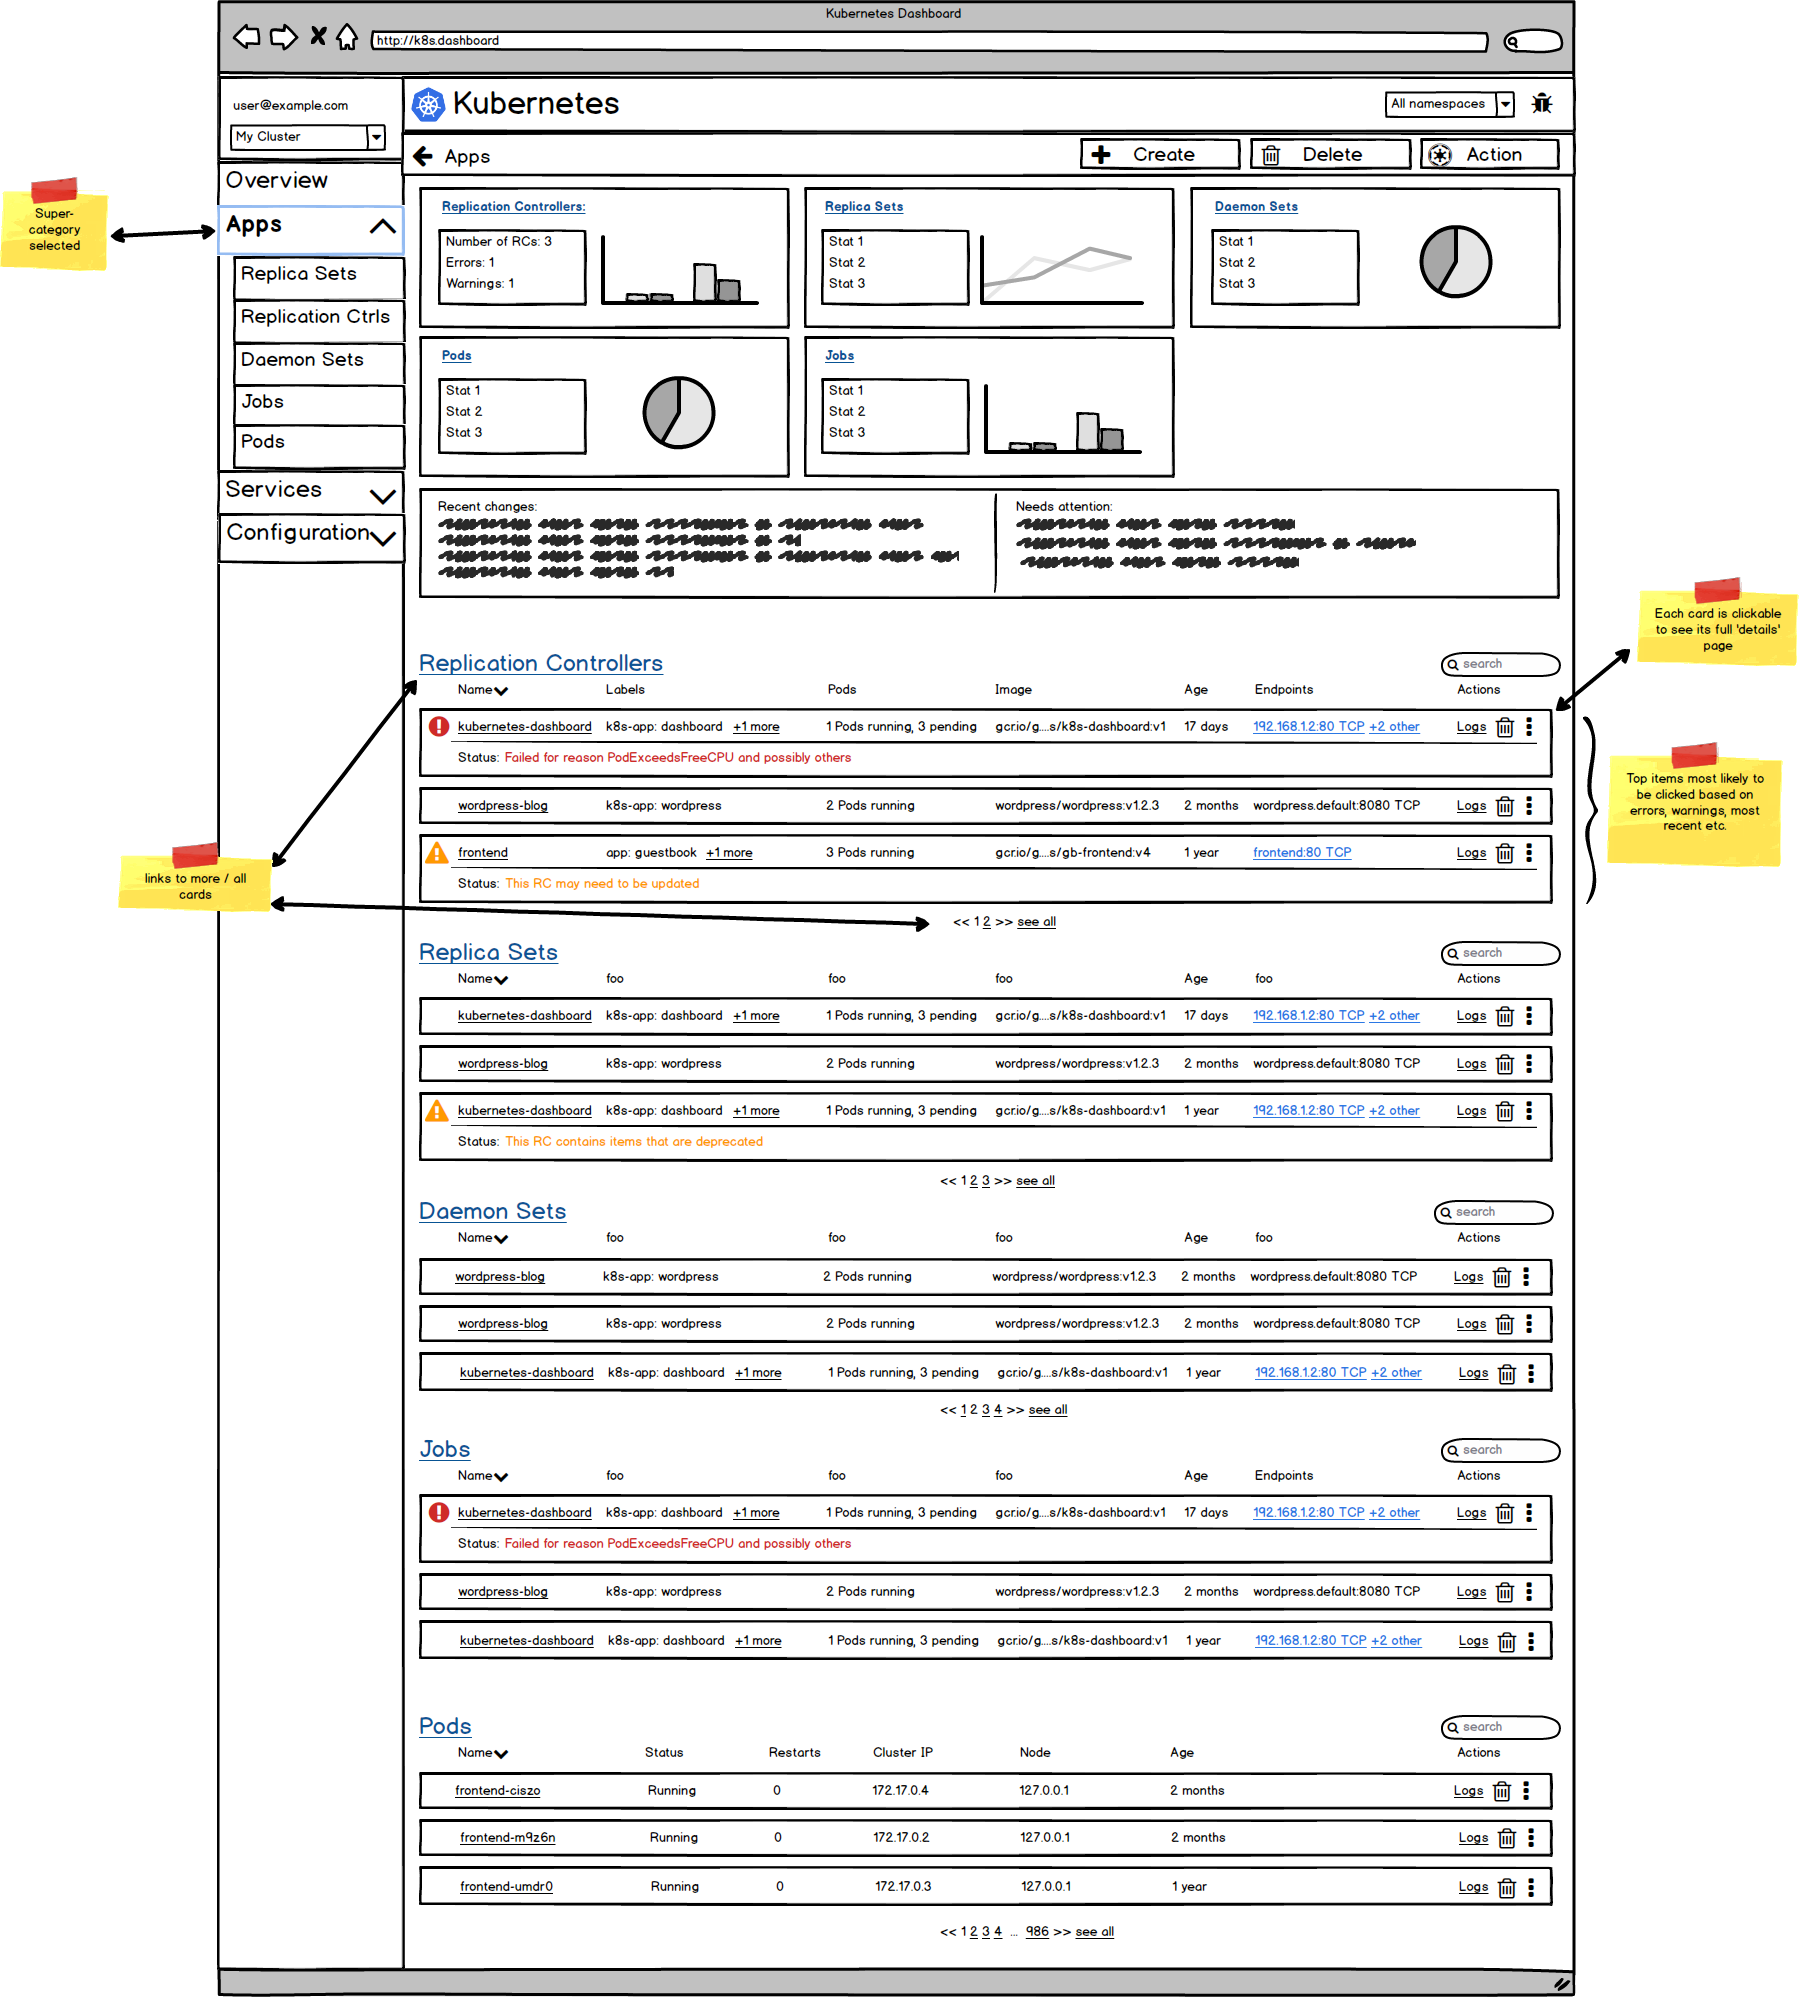 Kubernetes Dashboard
http://k8s.dashboard
user@example.com
My Cluster
Kubernetes
All namespaces
Apps
Create
Delete
Action
Overview
Apps
Replica Sets
Replication Ctrls
Daemon Sets
Jobs
Pods
Services
Configuration
Super-
category
selected
Replication Controllers:
Number of RCs: 3
Errors: 1
Warnings: 1
Replica Sets
Stat 1
Stat 2
Stat 3
Daemon Sets
Stat 1
Stat 2
Stat 3
Pods
Stat 1
Stat 2
Stat 3
Jobs
Stat 1
Stat 2
Stat 3
Recent changes:
Needs attention:
Each card is clickable
to see its full 'details'
page
Replication Controllers
search
Name Labels Pods Image Age Endpoints Actions
kubernetes-dashboard k8s-app: dashboard +1 more 1 Pods running, 3 pending gcr.io/g....s/k8s-dashboard:v1 17 days 192.168.1.2:80 TCP +2 other Logs
Status: Failed for reason PodExceedsFreeCPU and possibly others
wordpress-blog k8s-app: wordpress 2 Pods running wordpress/wordpress:v1.2.3 2 months wordpress.default:8080 TCP Logs
frontend app: guestbook +1 more 3 Pods running gcr.io/g....s/gb-frontend:v4 1 year frontend:80 TCP Logs
Status: This RC may need to be updated
<< 1 2 >> see all
Top items most likely to
be clicked based on
errors, warnings, most
recent etc.
links to more / all
cards
Replica Sets
search
Name foo foo foo Age foo Actions
kubernetes-dashboard k8s-app: dashboard +1 more 1 Pods running, 3 pending gcr.io/g....s/k8s-dashboard:v1 17 days 192.168.1.2:80 TCP +2 other Logs
wordpress-blog k8s-app: wordpress 2 Pods running wordpress/wordpress:v1.2.3 2 months wordpress.default:8080 TCP Logs
kubernetes-dashboard k8s-app: dashboard +1 more 1 Pods running, 3 pending gcr.io/g....s/k8s-dashboard:v1 1 year 192.168.1.2:80 TCP +2 other Logs
Status: This RC contains items that are deprecated
<< 1 2 3 >> see all
Daemon Sets
search
Name foo foo foo Age foo Actions
wordpress-blog k8s-app: wordpress 2 Pods running wordpress/wordpress:v1.2.3 2 months wordpress.default:8080 TCP Logs
wordpress-blog k8s-app: wordpress 2 Pods running wordpress/wordpress:v1.2.3 2 months wordpress.default:8080 TCP Logs
kubernetes-dashboard k8s-app: dashboard +1 more 1 Pods running, 3 pending gcr.io/g....s/k8s-dashboard:v1 1 year 192.168.1.2:80 TCP +2 other Logs
<< 1 2 3 4 >> see all
Jobs
search
Name foo foo foo Age Endpoints Actions
kubernetes-dashboard k8s-app: dashboard +1 more 1 Pods running, 3 pending gcr.io/g....s/k8s-dashboard:v1 17 days 192.168.1.2:80 TCP +2 other Logs
Status: Failed for reason PodExceedsFreeCPU and possibly others
wordpress-blog k8s-app: wordpress 2 Pods running wordpress/wordpress:v1.2.3 2 months wordpress.default:8080 TCP Logs
kubernetes-dashboard k8s-app: dashboard +1 more 1 Pods running, 3 pending gcr.io/g....s/k8s-dashboard:v1 1 year 192.168.1.2:80 TCP +2 other Logs
Pods
search
Name Status Restarts Cluster IP Node Age Actions
frontend-ciszo Running 0 172.17.0.4 127.0.0.1 2 months Logs
frontend-m9z6n Running 0 172.17.0.2 127.0.0.1 2 months Logs
frontend-umdr0 Running 0 172.17.0.3 127.0.0.1 1 year Logs
<< 1 2 3 4 ... 986 >> see all